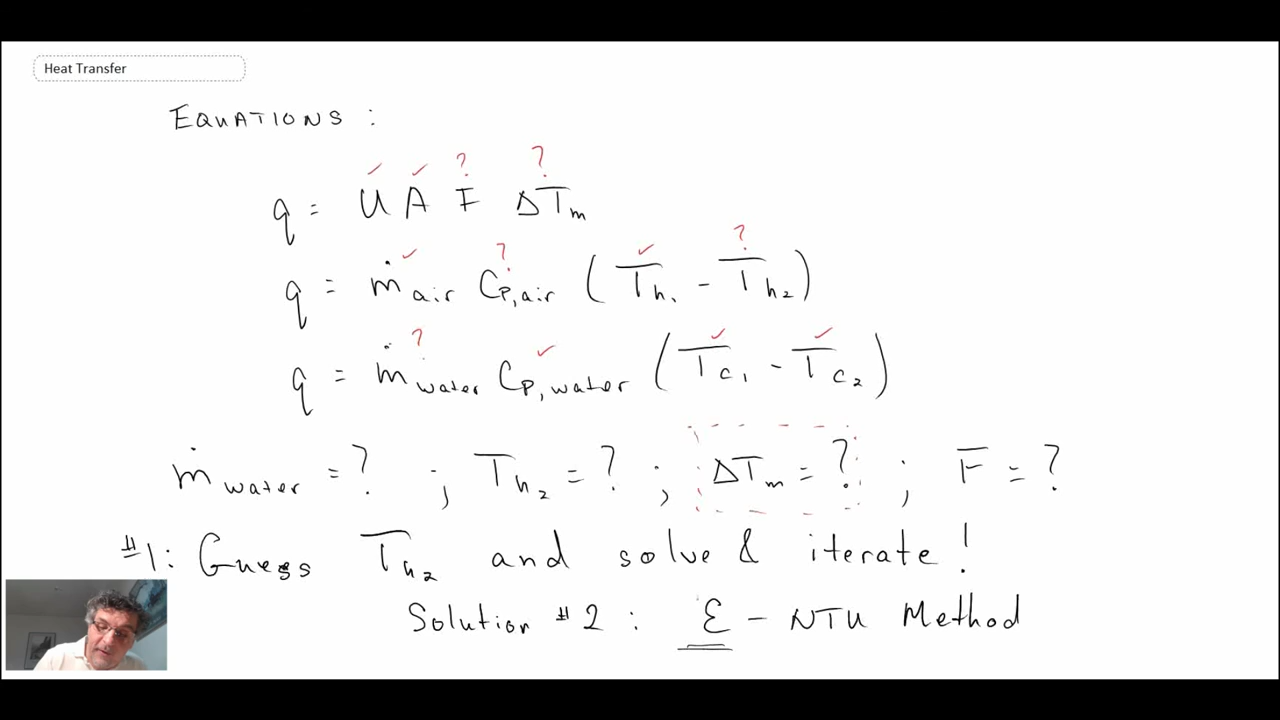 Heat Transfer
EQUATIONS :
✓ ✓ ? ?
q = U A F ΔTm
✓ ? ✓ ?
q = ṁair Cp,air (Th1 - Th2)
? ✓ ✓ ✓
q = ṁwater Cp,water (Tc1 - Tc2)
ṁwater = ? ; Th2 = ? ; ΔTm = ? ; F = ?
#1: Guess Th2 and solve & iterate!
Solution #2 : ε - NTU Method